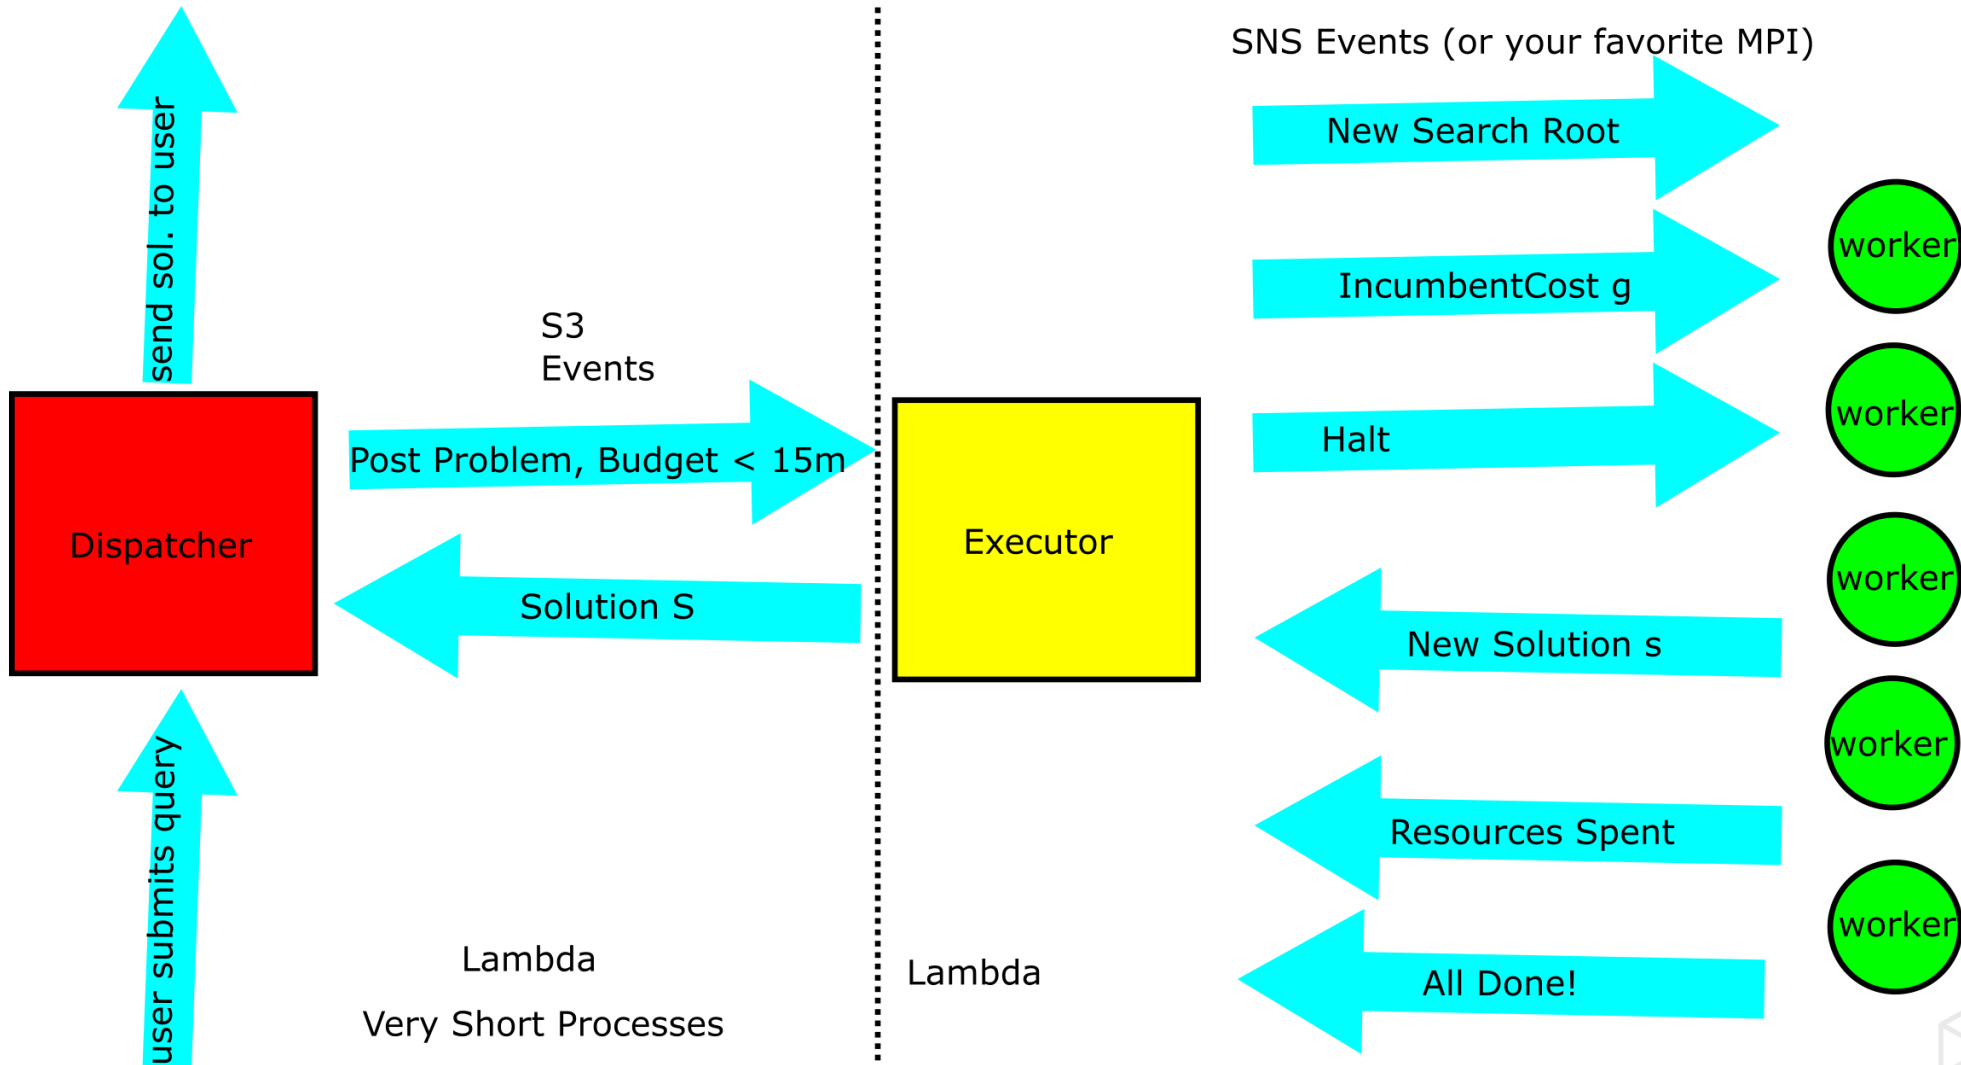 SNS Events (or your favorite MPI)
send sol. to user
New Search Root
worker
IncumbentCost g
S3
Events
worker
Halt
Post Problem, Budget < 15m
Dispatcher
Executor
worker
Solution S
New Solution s
worker
user submits query
Resources Spent
worker
Lambda
Lambda
All Done!
Very Short Processes